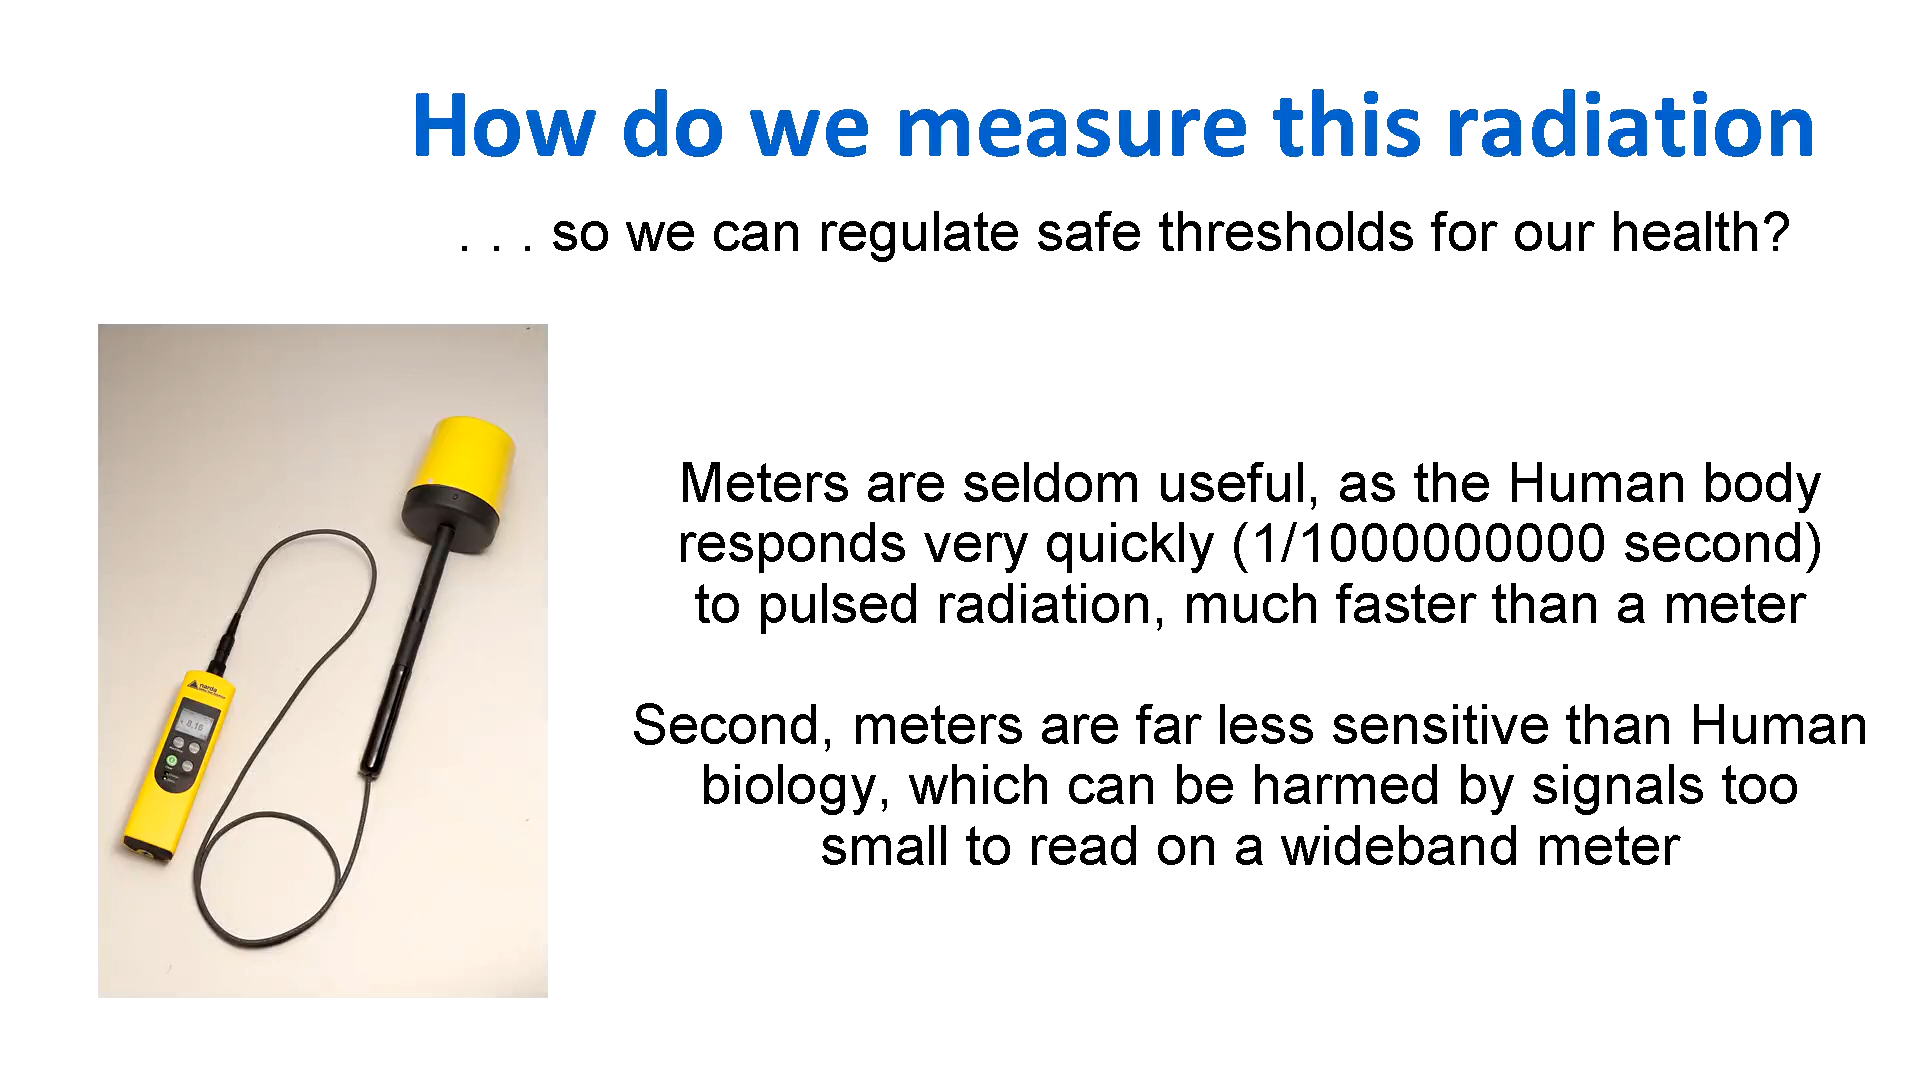 How do we measure this radiation
. . . so we can regulate safe thresholds for our health?
Meters are seldom useful, as the Human body
responds very quickly (1/1000000000 second)
to pulsed radiation, much faster than a meter
Second, meters are far less sensitive than Human
biology, which can be harmed by signals too
small to read on a wideband meter
narda
8.16